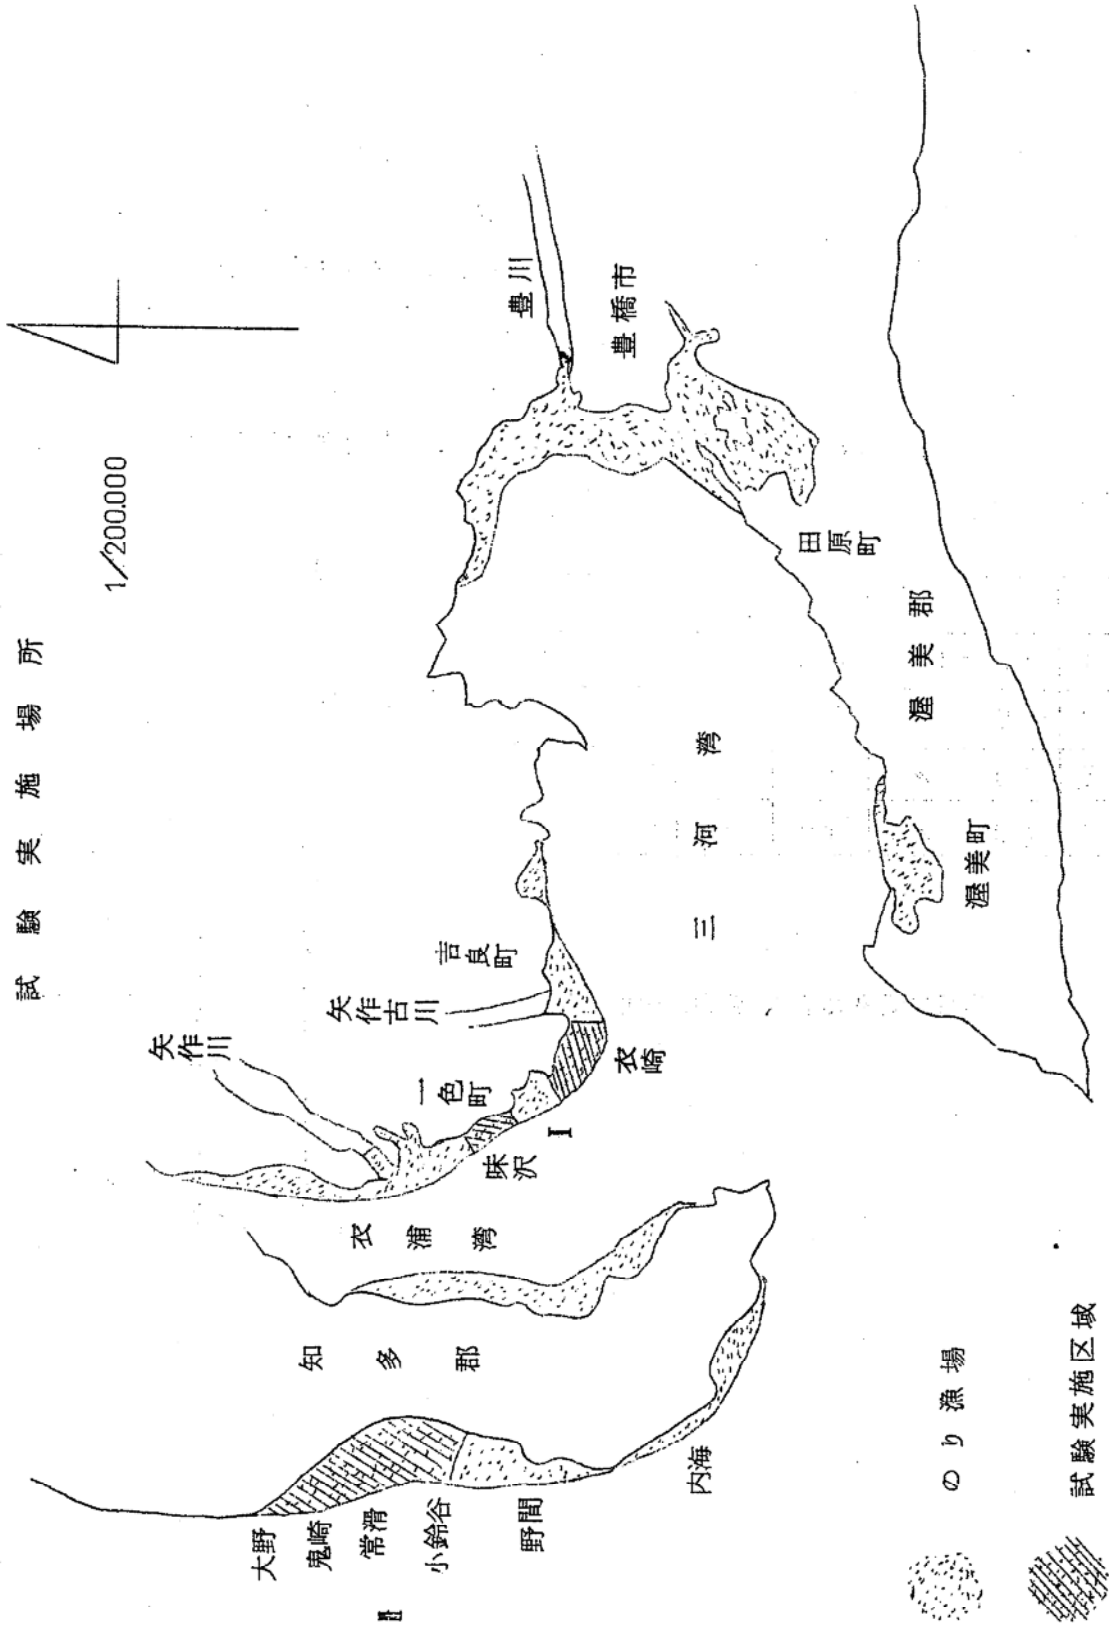 試験実施場所
1/200.000
豊川
豊橋市
田原町
渥美郡
渥美町
三河湾
吉良町
矢作古川
矢作川
一色町
衣崎
I
味沢
衣浦湾
知多郡
大野
鬼崎
常滑
小鈴谷
野間
内海
II
のり漁場
試験実施区域